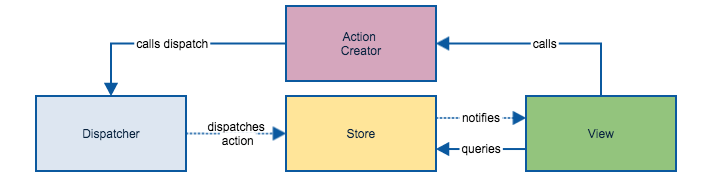 Action
Creator
calls dispatch
calls
Dispatcher
dispatches
action
Store
notifies
queries
View